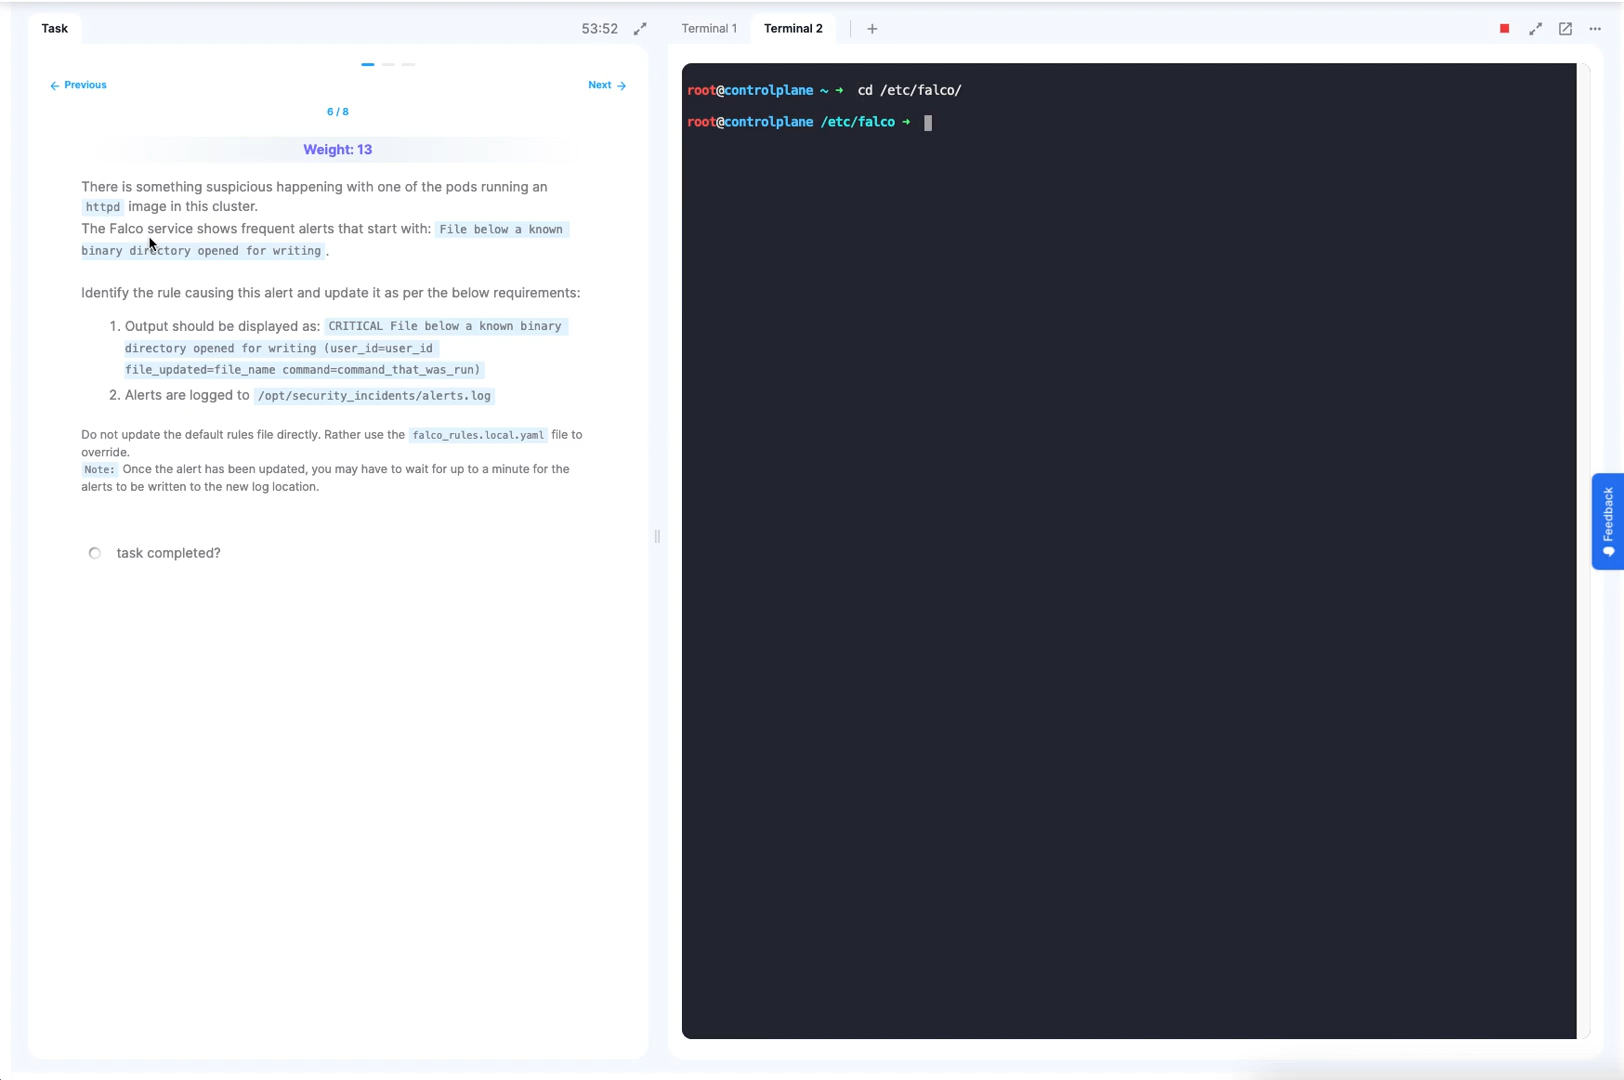 Task
53:52
Terminal 1
Terminal 2
+
← Previous
Next →
6 / 8
Weight: 13
There is something suspicious happening with one of the pods running an
httpd image in this cluster.
The Falco service shows frequent alerts that start with: File below a known
binary directory opened for writing .
Identify the rule causing this alert and update it as per the below requirements:
1. Output should be displayed as: CRITICAL File below a known binary
directory opened for writing (user_id=user_id
file_updated=file_name command=command_that_was_run)
2. Alerts are logged to /opt/security_incidents/alerts.log
Do not update the default rules file directly. Rather use the falco_rules.local.yaml file to
override.
Note: Once the alert has been updated, you may have to wait for up to a minute for the
alerts to be written to the new log location.
task completed?
root@controlplane ~ ➜ cd /etc/falco/
root@controlplane /etc/falco ➜
Feedback